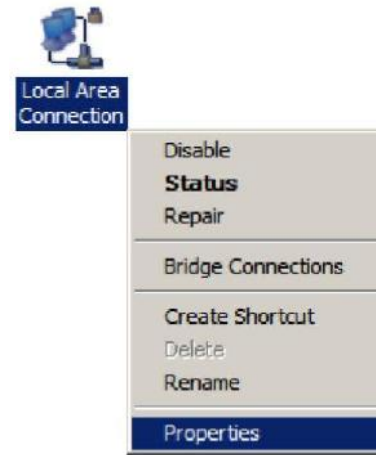 Local Area
Connection
Disable
Status
Repair
Bridge Connections
Create Shortcut
Delete
Rename
Properties